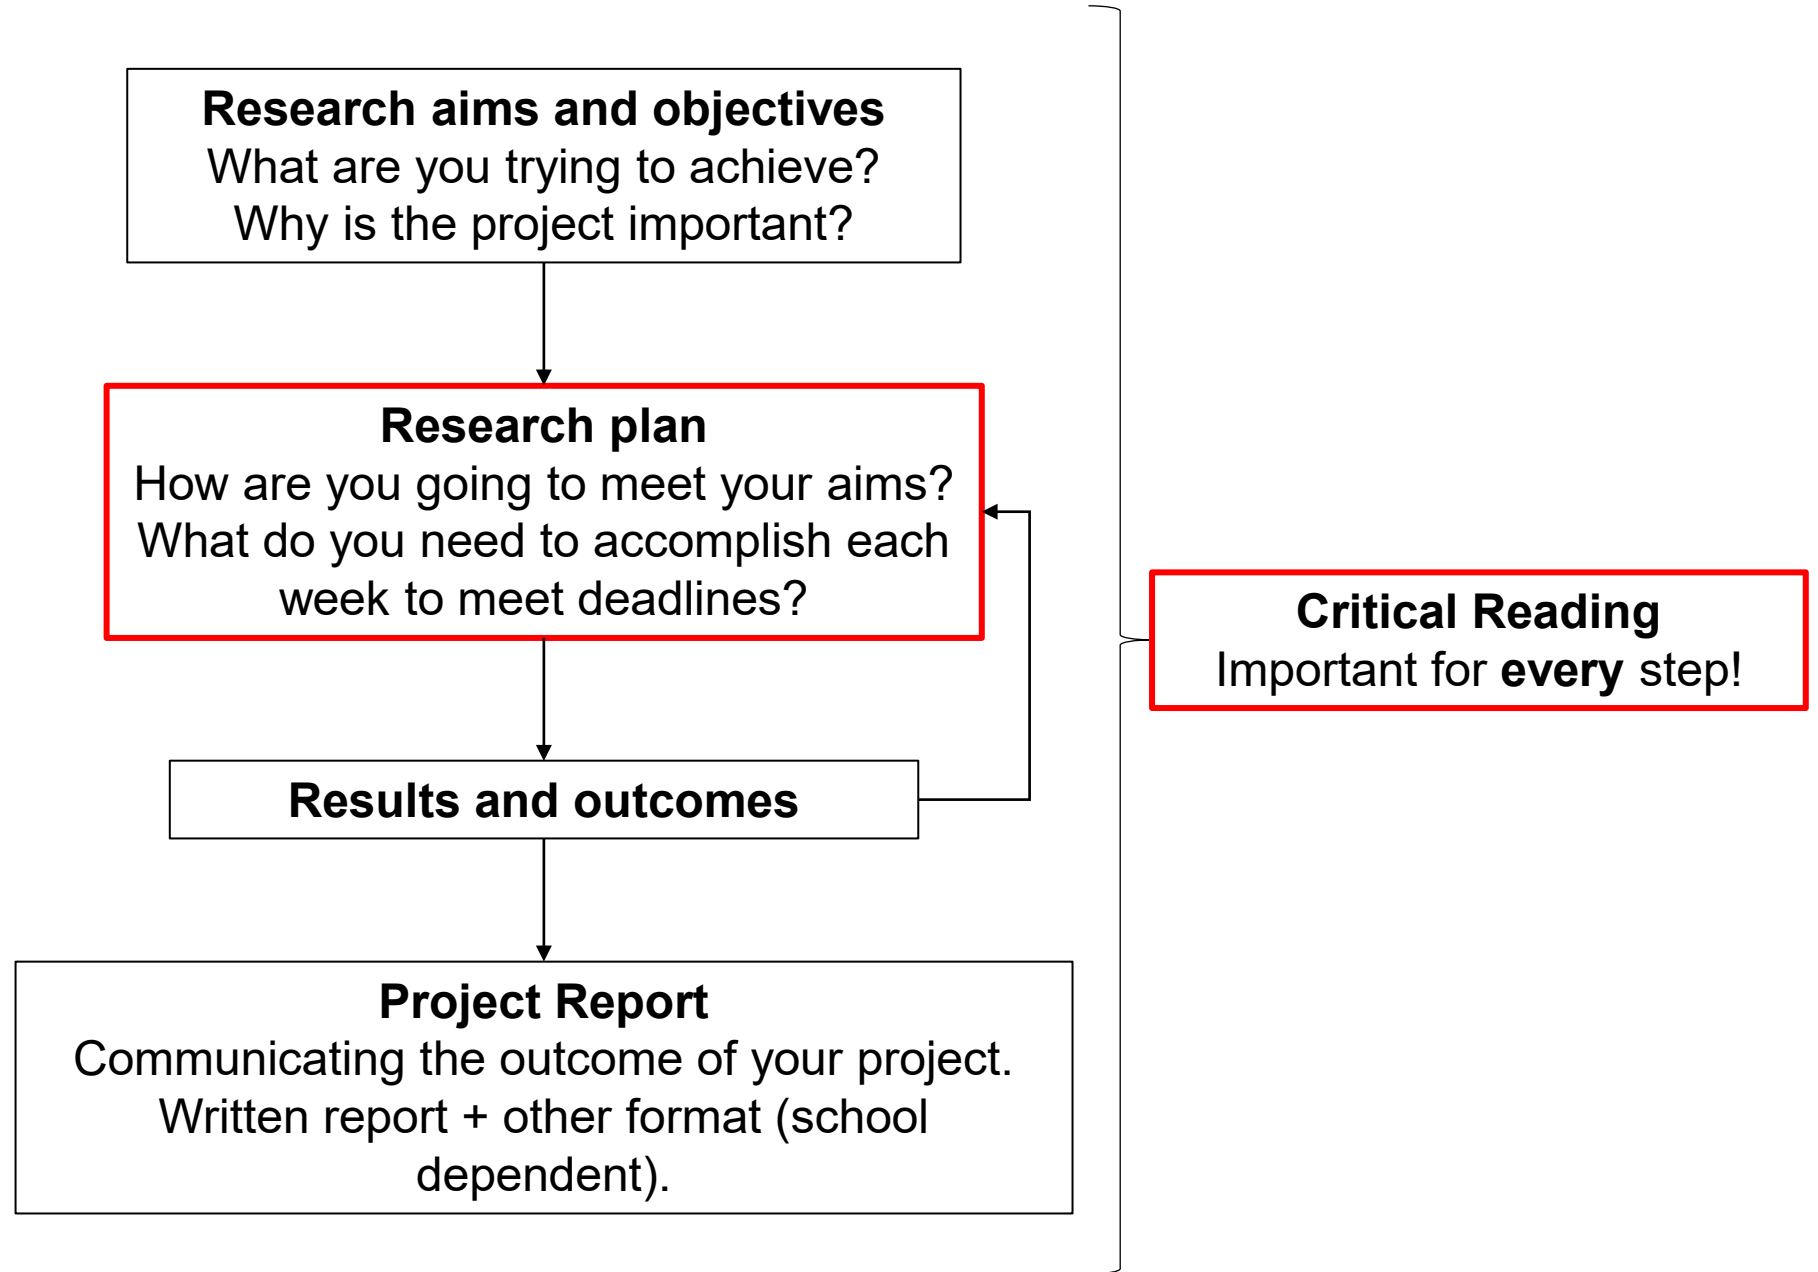 Research aims and objectives
What are you trying to achieve?
Why is the project important?
Research plan
How are you going to meet your aims?
What do you need to accomplish each
week to meet deadlines?
Critical Reading
Important for every step!
Results and outcomes
Project Report
Communicating the outcome of your project.
Written report + other format (school
dependent).